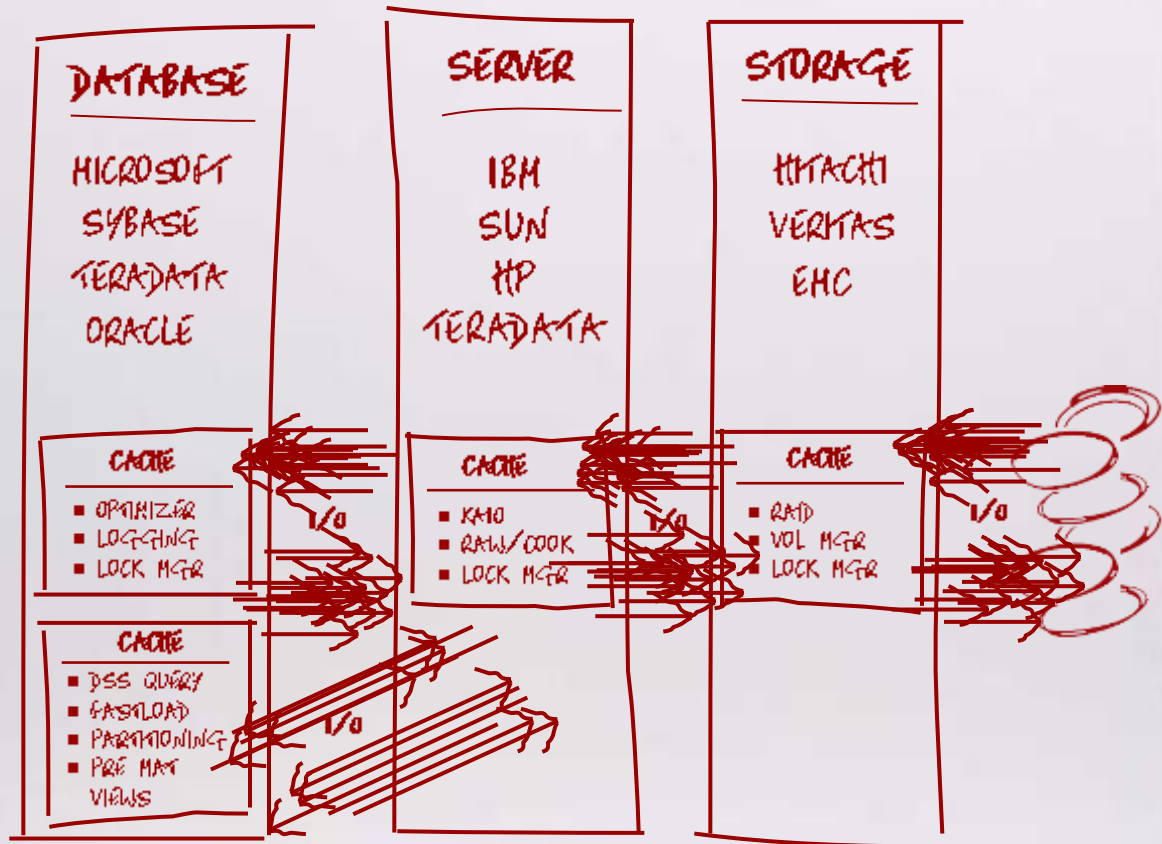 DATABASE
MICROSOFT
SYBASE
TERADATA
ORACLE
CACHE
OPTIMIZER
LOGGING
LOCK MGR
CACHE
DSS QUERY
FASTLOAD
PARTITIONING
PRE MAT
VIEWS
I/O
I/O
SERVER
IBM
SUN
HP
TERADATA
CACHE
KAIO
RAW/COOK
LOCK MGR
I/O
STORAGE
HITACHI
VERITAS
EMC
CACHE
RAID
VOL MGR
LOCK MGR
I/O